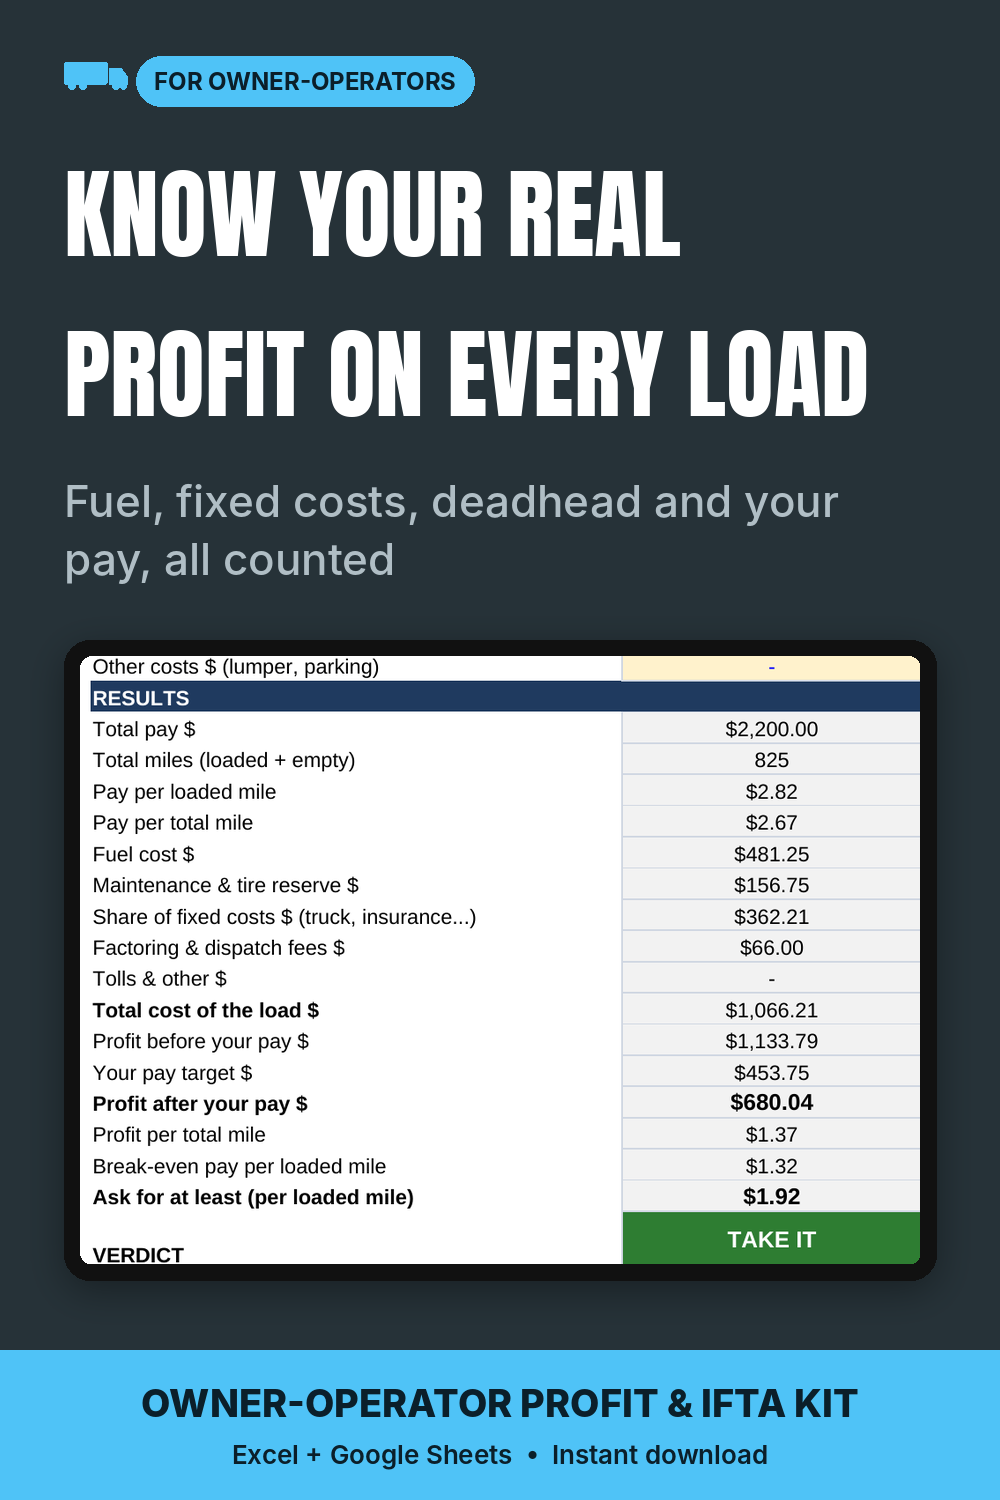 FOR OWNER-OPERATORS
KNOW YOUR REAL
PROFIT ON EVERY LOAD
Fuel, fixed costs, deadhead and your
pay, all counted
Other costs $ (lumper, parking) -
RESULTS
Total pay $ $2,200.00
Total miles (loaded + empty) 825
Pay per loaded mile $2.82
Pay per total mile $2.67
Fuel cost $ $481.25
Maintenance & tire reserve $ $156.75
Share of fixed costs $ (truck, insurance...) $362.21
Factoring & dispatch fees $ $66.00
Tolls & other $ -
Total cost of the load $ $1,066.21
Profit before your pay $ $1,133.79
Your pay target $ $453.75
Profit after your pay $ $680.04
Profit per total mile $1.37
Break-even pay per loaded mile $1.32
Ask for at least (per loaded mile) $1.92
VERDICT TAKE IT
OWNER-OPERATOR PROFIT & IFTA KIT
Excel + Google Sheets • Instant download